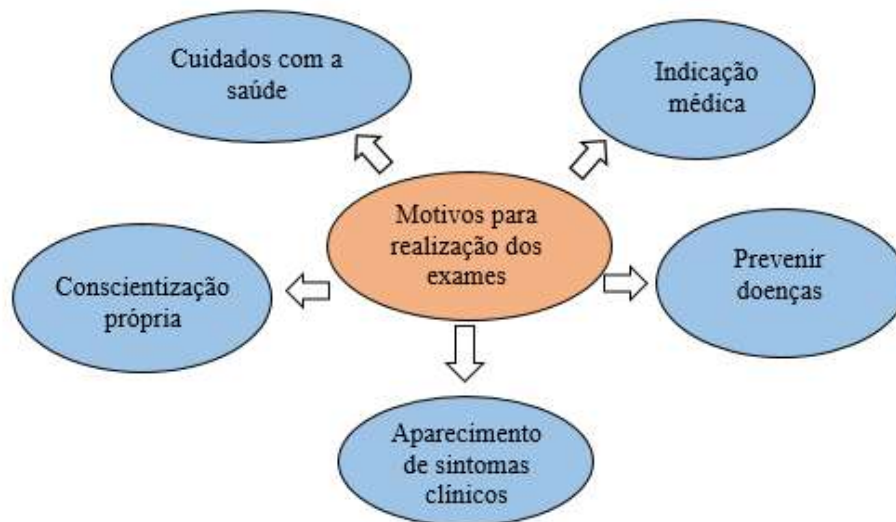 Cuidados com a
saúde
Indicação
médica
Motivos para
realização dos
exames
Conscientização
própria
Prevenir
doenças
Aparecimento
de sintomas
clínicos